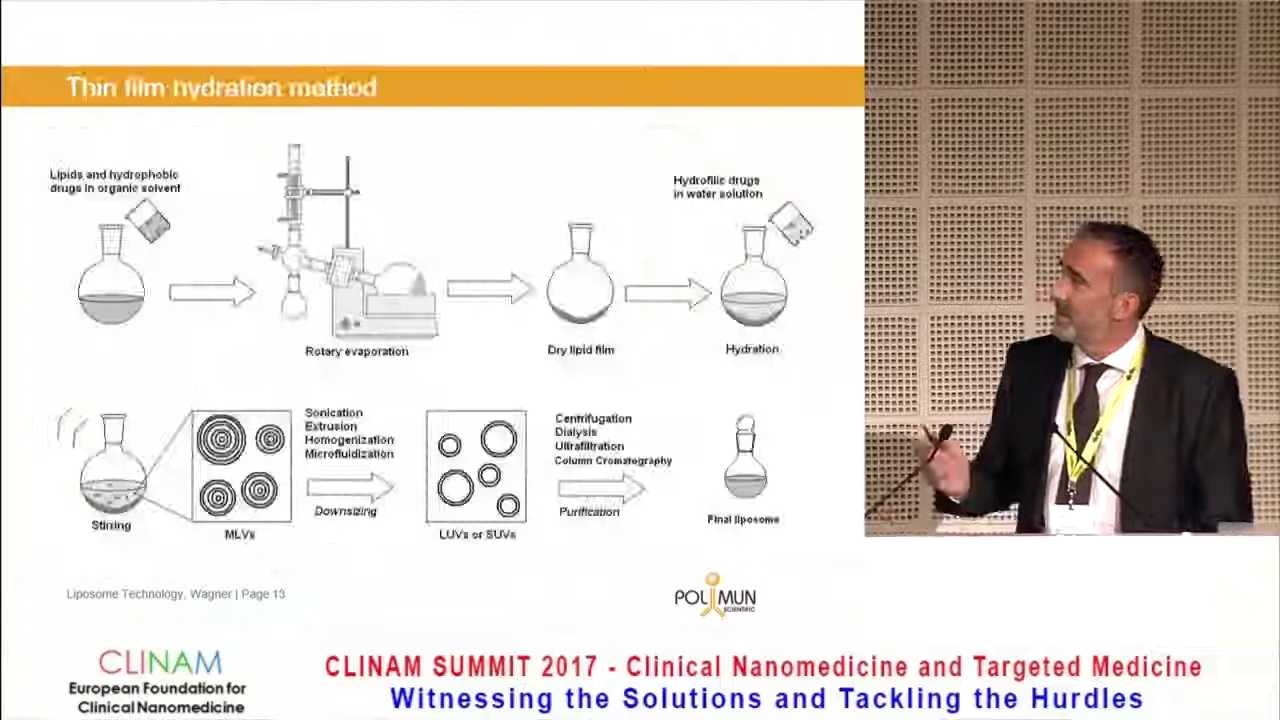 Thin film hydration method
Lipids and hydrophobic
drugs in organic solvent
Hydrofilic drugs
in water solution
Rotary evaporation
Dry lipid film
Hydration
Sonication
Extrusion
Homogenization
Microfluidization
Downsizing
Centrifugation
Dialysis
Ultrafiltration
Column Cromatography
Purification
Stirring
MLVs
LUVs or SUVs
Final liposome
Liposome Technology, Wagner | Page 13
POLYMUN
SCIENTIFIC
CLINAM
European Foundation for
Clinical Nanomedicine
CLINAM SUMMIT 2017 - Clinical Nanomedicine and Targeted Medicine
Witnessing the Solutions and Tackling the Hurdles